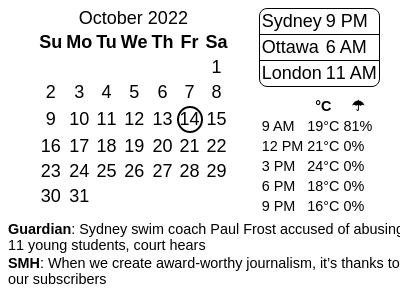 October 2022
Su Mo Tu We Th Fr Sa
1
2 3 4 5 6 7 8
9 10 11 12 13 14 15
16 17 18 19 20 21 22
23 24 25 26 27 28 29
30 31
Sydney 9 PM
Ottawa 6 AM
London 11 AM
°C ☂
9 AM 19°C 81%
12 PM 21°C 0%
3 PM 24°C 0%
6 PM 18°C 0%
9 PM 16°C 0%
Guardian: Sydney swim coach Paul Frost accused of abusing
11 young students, court hears
SMH: When we create award-worthy journalism, it's thanks to
our subscribers